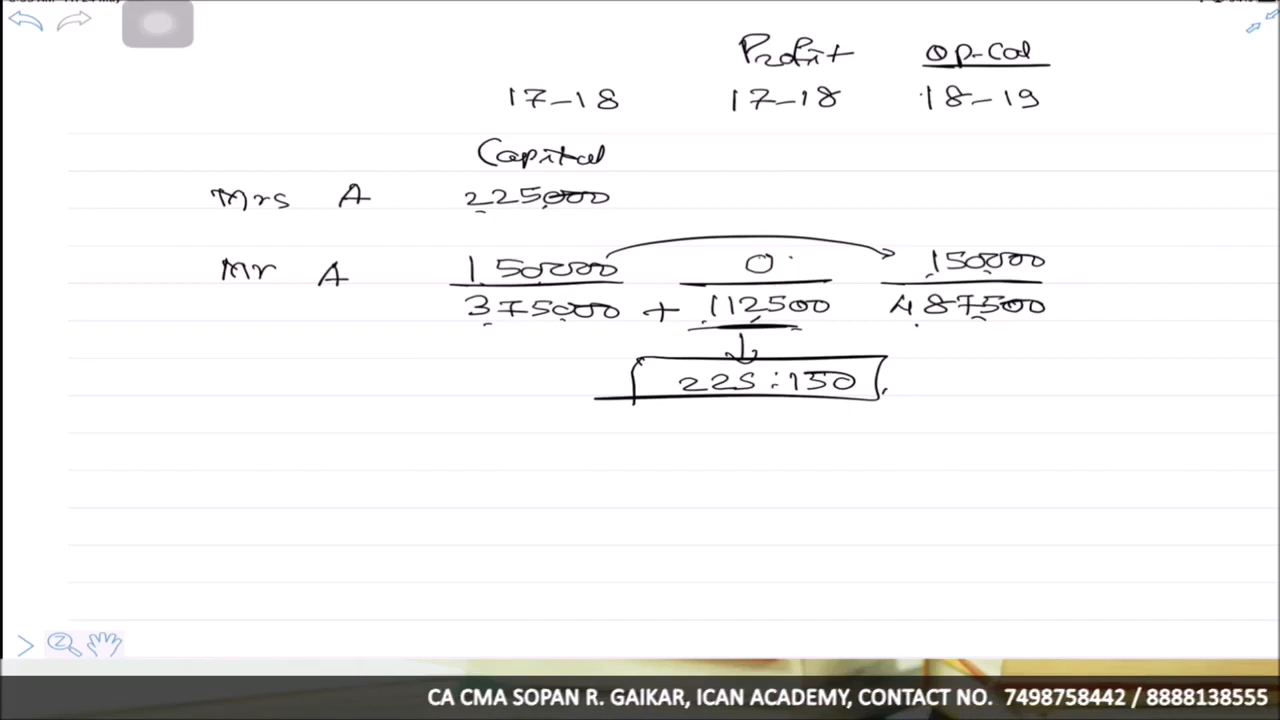 Profit Op-Cal
17-18 17-18 18-19
Capital
Mrs A 225000
Mr A 150000 0 150000
375000 + 112500 487500
225:150
CA CMA SOPAN R. GAIKAR, ICAN ACADEMY, CONTACT NO. 7498758442 / 8888138555